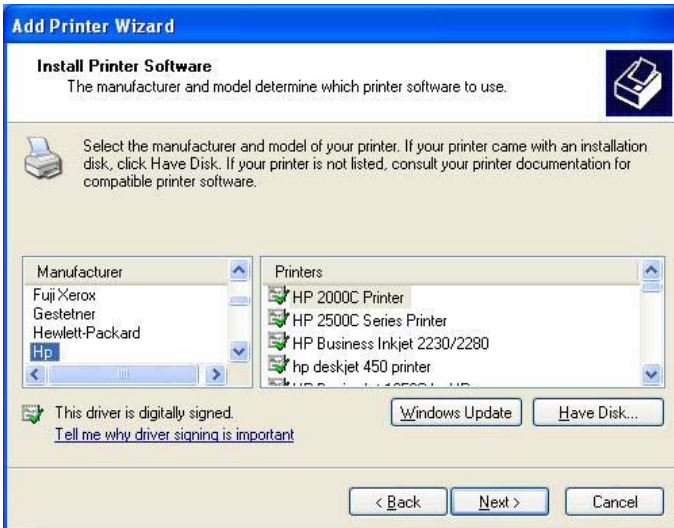 Add Printer Wizard
Install Printer Software
The manufacturer and model determine which printer software to use.
Select the manufacturer and model of your printer. If your printer came with an installation
disk, click Have Disk. If your printer is not listed, consult your printer documentation for
compatible printer software.
Manufacturer
Fuji Xerox
Gestetner
Hewlett-Packard
Hp
Printers
HP 2000C Printer
HP 2500C Series Printer
HP Business Inkjet 2230/2280
hp deskjet 450 printer
This driver is digitally signed.
Tell me why driver signing is important
Windows Update
Have Disk...
< Back
Next >
Cancel